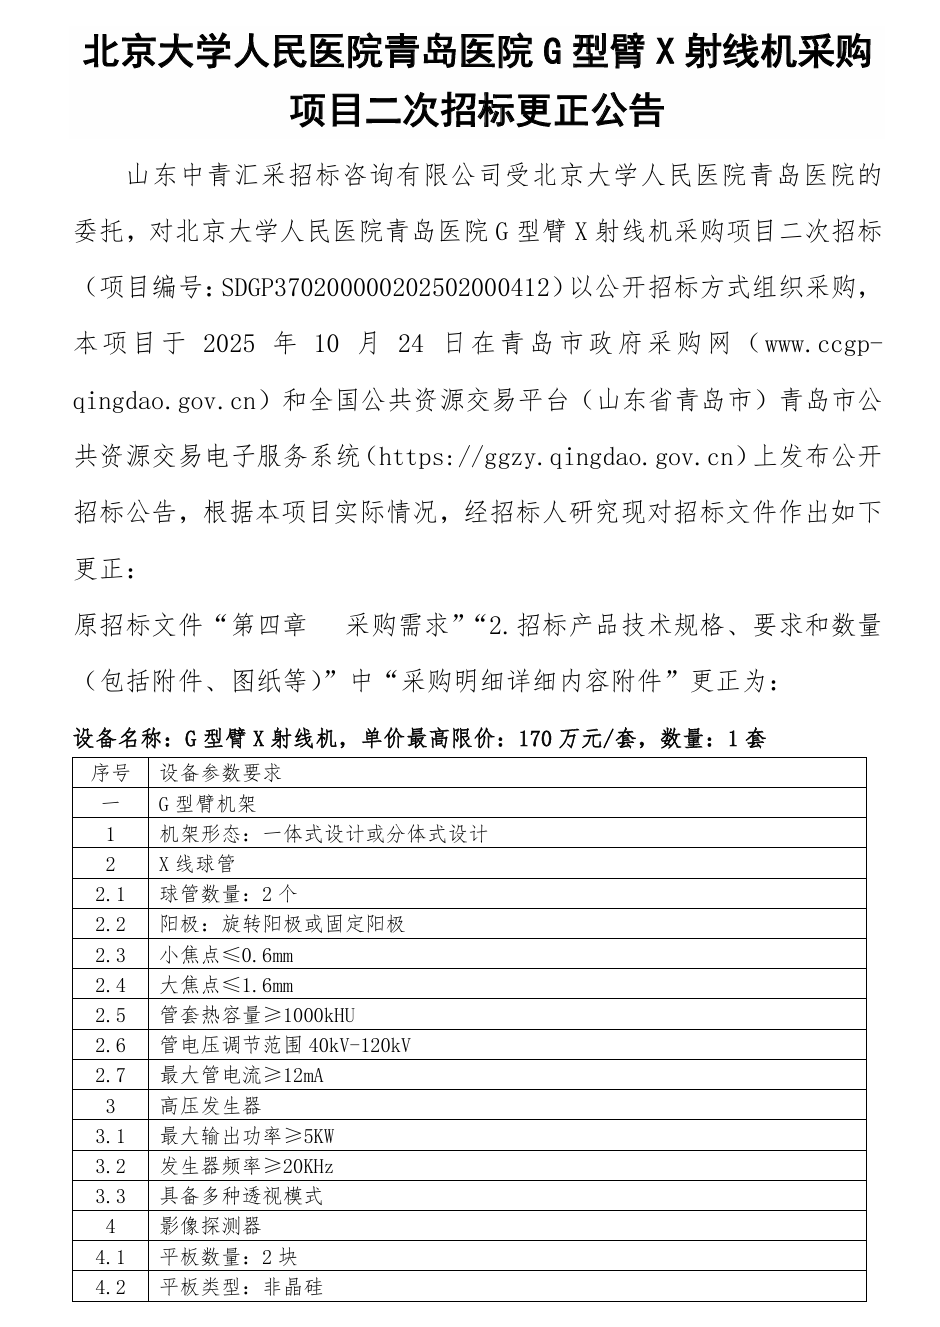 北京大学人民医院青岛医院 G 型臂 X 射线机采购
项目二次招标更正公告
山东中青汇采招标咨询有限公司受北京大学人民医院青岛医院的
委托，对北京大学人民医院青岛医院 G 型臂 X 射线机采购项目二次招标
（项目编号：SDGP370200000202502000412）以公开招标方式组织采购，
本项目于 2025 年 10 月 24 日在青岛市政府采购网（www.ccgp-
qingdao.gov.cn）和全国公共资源交易平台（山东省青岛市）青岛市公
共资源交易电子服务系统（https://ggzy.qingdao.gov.cn）上发布公开
招标公告，根据本项目实际情况，经招标人研究现对招标文件作出如下
更正：
原招标文件“第四章 采购需求”“2.招标产品技术规格、要求和数量
（包括附件、图纸等）”中“采购明细详细内容附件”更正为：
设备名称：G 型臂 X 射线机，单价最高限价：170 万元/套，数量：1 套
序号 设备参数要求
一 G 型臂机架
1 机架形态：一体式设计或分体式设计
2 X 线球管
2.1 球管数量：2 个
2.2 阳极：旋转阳极或固定阳极
2.3 小焦点≤0.6mm
2.4 大焦点≤1.6mm
2.5 管套热容量≥1000kHU
2.6 管电压调节范围 40kV-120kV
2.7 最大管电流≥12mA
3 高压发生器
3.1 最大输出功率≥5KW
3.2 发生器频率≥20KHz
3.3 具备多种透视模式
4 影像探测器
4.1 平板数量：2 块
4.2 平板类型：非晶硅